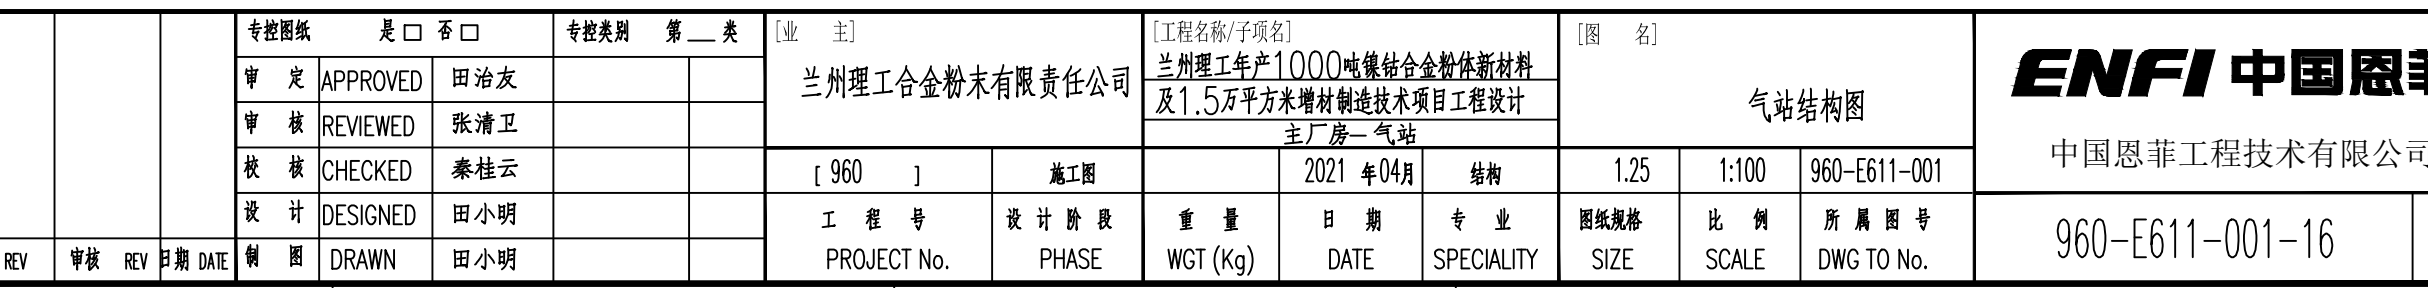 专控图纸 是 否 专控类别 第 类
审 定 APPROVED 田治友
审 核 REVIEWED 张清卫
校 核 CHECKED 秦桂云
设 计 DESIGNED 田小明
制 图 DRAWN 田小明
REV 审核 REV 日期 DATE
[业 主]
兰州理工合金粉末有限责任公司
[工程名称/子项名]
兰州理工年产1000吨镍钴合金粉体新材料
及1.5万平方米增材制造技术项目工程设计
主厂房—气站
[图 名]
气站结构图
[ 960 ] 施工图 2021 年04月 结构 1.25 1:100 960-E611-001
工 程 号 设 计 阶 段 重 量 日 期 专 业 图纸规格 比 例 所 属 图 号
PROJECT No. PHASE WGT (Kg) DATE SPECIALITY SIZE SCALE DWG TO No.
ENFI 中国恩
中国恩菲工程技术有限公司
960-E611-001-16